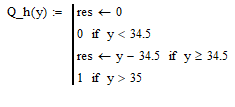 Q_h(y) := res ← 0
0 if y < 34.5
res ← y − 34.5 if y ≥ 34.5
1 if y > 35